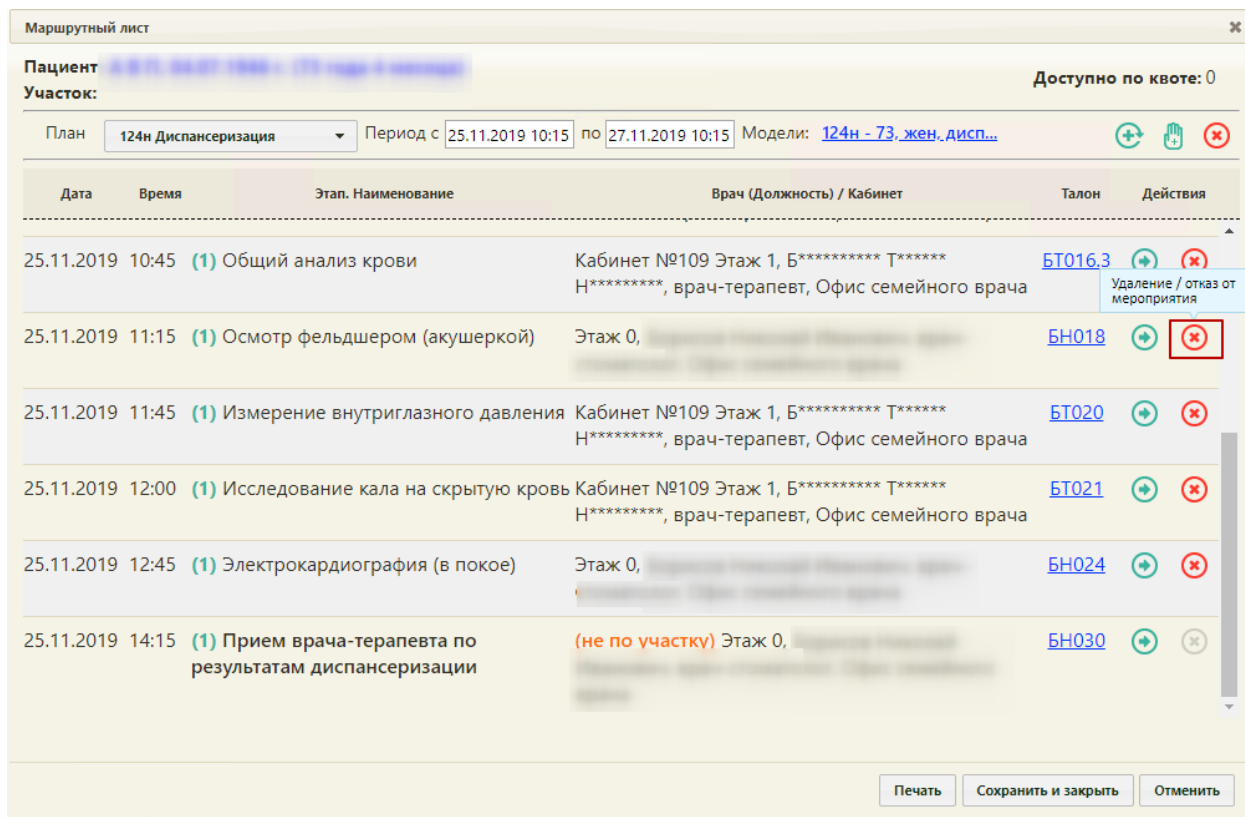 Маршрутный лист
Пациент
Участок:
Доступно по квоте: 0
План 124н Диспансеризация Период с 25.11.2019 10:15 по 27.11.2019 10:15 Модели: 124н - 73, жен, дисп...
Дата Время Этап. Наименование Врач (Должность) / Кабинет Талон Действия
25.11.2019 10:45 (1) Общий анализ крови Кабинет №109 Этаж 1, Б********** Т****** БТ016,3
Н*********, врач-терапевт, Офис семейного врача
Удаление / отказ от
мероприятия
25.11.2019 11:15 (1) Осмотр фельдшером (акушеркой) Этаж 0, БН018
25.11.2019 11:45 (1) Измерение внутриглазного давления Кабинет №109 Этаж 1, Б********** Т****** БТ020
Н*********, врач-терапевт, Офис семейного врача
25.11.2019 12:00 (1) Исследование кала на скрытую кровь Кабинет №109 Этаж 1, Б********** Т****** БТ021
Н*********, врач-терапевт, Офис семейного врача
25.11.2019 12:45 (1) Электрокардиография (в покое) Этаж 0, БН024
25.11.2019 14:15 (1) Прием врача-терапевта по (не по участку) Этаж 0, БН030
результатам диспансеризации
Печать Сохранить и закрыть Отменить